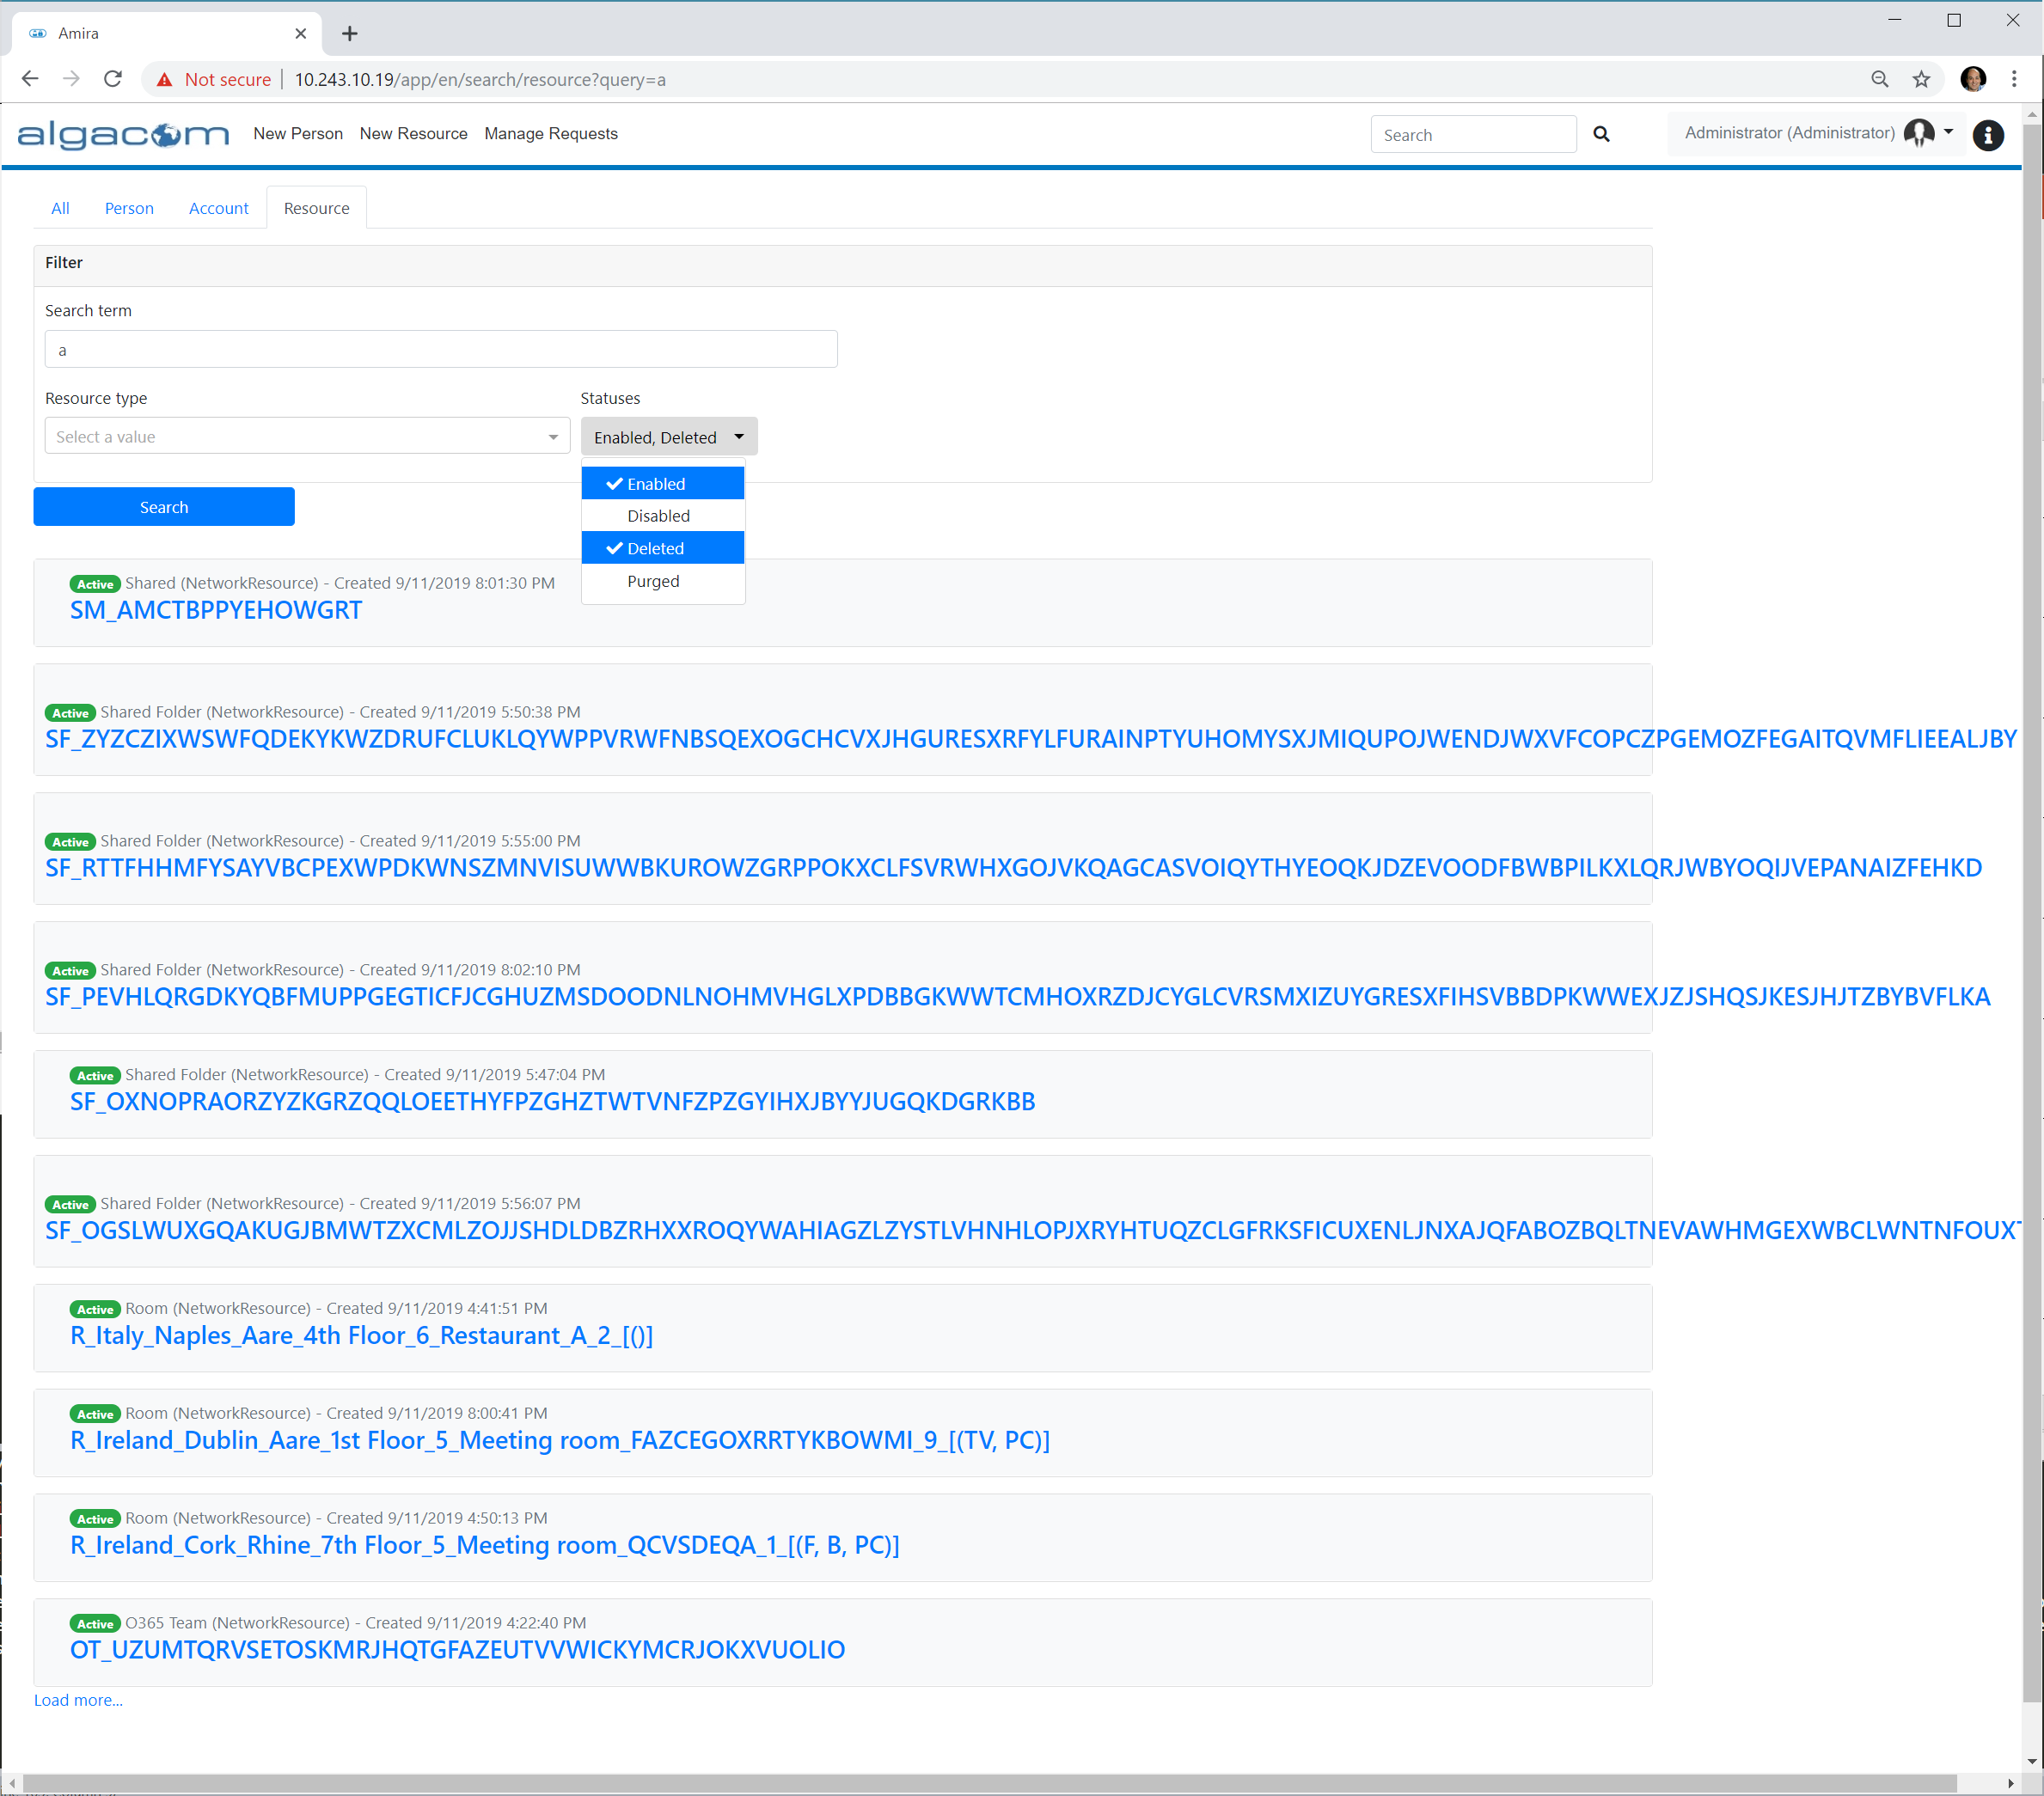 Amira
Not secure 10.243.10.19/app/en/search/resource?query=a
algacom New Person New Resource Manage Requests Search Administrator (Administrator)
All Person Account Resource
Filter
Search term
a
Resource type Statuses
Select a value Enabled, Deleted
Enabled
Search
Disabled
Deleted
Purged
Active Shared (NetworkResource) - Created 9/11/2019 8:01:30 PM
SM_AMCTBPPYEHOWGRT
Active Shared Folder (NetworkResource) - Created 9/11/2019 5:50:38 PM
SF_ZYZCZIXWSWFQDEKYKWZDRUFCLUKLQYWPPVRWFNBSQEXOGCHCVXJHGURESXRFYLFURAINPTYUHOMYSXJMIQUPOJWENDJWXVFCOPCZPGEMOZFEGAITQVMFLIEEALJBY
Active Shared Folder (NetworkResource) - Created 9/11/2019 5:55:00 PM
SF_RTTFHHMFYSAYVBCPEXWPDKWNSZMNVISUWWBKUROWZGRPPOKXCLFSVRWHXGOJVKQAGCASVOIQYTHYEOQKJDZEVOODFBWBPILKXLQRJWBYOQIJVEPANAIZFEHKD
Active Shared Folder (NetworkResource) - Created 9/11/2019 8:02:10 PM
SF_PEVHLQRGDKYQBFMUPPGEGTICFJCGHUZMSDOODNLNOHMVHGLXPDBBGKWWTCMHOXRZDJCYGLCVRSMXIZUYGRESXFIHSVBBDPKWWEXJZJSHQSJKESJHJTZBYBVFLKA
Active Shared Folder (NetworkResource) - Created 9/11/2019 5:47:04 PM
SF_OXNOPRAORZYZKGRZQQLOEETHYFPZGHZTWTVNFZPZGYIHXJBYYJUGQKDGRKBB
Active Shared Folder (NetworkResource) - Created 9/11/2019 5:56:07 PM
SF_OGSLWUXGQAKUGJBMWTZXCMLZOJJSHDLDBZRHXXROQYWAHIAGZLZYSTLVHNHLOPJXRYHTUQZCLGFRKSFICUXENLJNXAJQFABOZBQLTNEVAWHMGEXWBCLWNTNFOUX
Active Room (NetworkResource) - Created 9/11/2019 4:41:51 PM
R_Italy_Naples_Aare_4th Floor_6_Restaurant_A_2_[()]
Active Room (NetworkResource) - Created 9/11/2019 8:00:41 PM
R_Ireland_Dublin_Aare_1st Floor_5_Meeting room_FAZCEGOXRRTYKBOWMI_9_[(TV, PC)]
Active Room (NetworkResource) - Created 9/11/2019 4:50:13 PM
R_Ireland_Cork_Rhine_7th Floor_5_Meeting room_QCVSDEQA_1_[(F, B, PC)]
Active O365 Team (NetworkResource) - Created 9/11/2019 4:22:40 PM
OT_UZUMTQRVSETOSKMRJHQTGFAZEUTVVWICKYMCRJOKXVUOLIO
Load more...